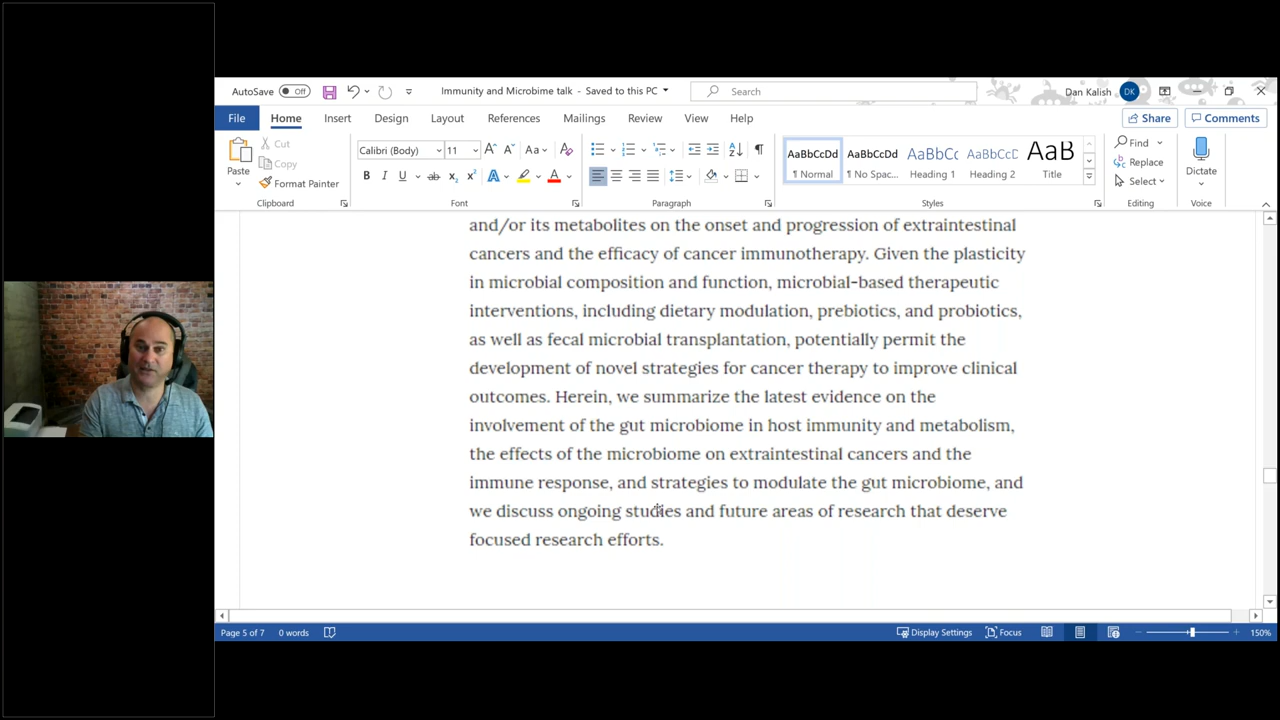 AutoSave Off Immunity and Microbime talk - Saved to this PC Search Dan Kalish DK
File Home Insert Draw Design Layout References Mailings Review View Help Share Comments
Paste Cut Copy Format Painter
Calibri (Body) 11 Aa
B I U ab x2 x2 A A
AaBbCcDd AaBbCcDd AaBbCc AaBbCcD AaB
¶ Normal ¶ No Spac... Heading 1 Heading 2 Title
Find Replace Select Dictate
Clipboard Font Paragraph Styles Editing Voice
and/or its metabolites on the onset and progression of extraintestinal
cancers and the efficacy of cancer immunotherapy. Given the plasticity
in microbial composition and function, microbial-based therapeutic
interventions, including dietary modulation, prebiotics, and probiotics,
as well as fecal microbial transplantation, potentially permit the
development of novel strategies for cancer therapy to improve clinical
outcomes. Herein, we summarize the latest evidence on the
involvement of the gut microbiome in host immunity and metabolism,
the effects of the microbiome on extraintestinal cancers and the
immune response, and strategies to modulate the gut microbiome, and
we discuss ongoing studies and future areas of research that deserve
focused research efforts.
Page 5 of 7 0 words Display Settings Focus 150%